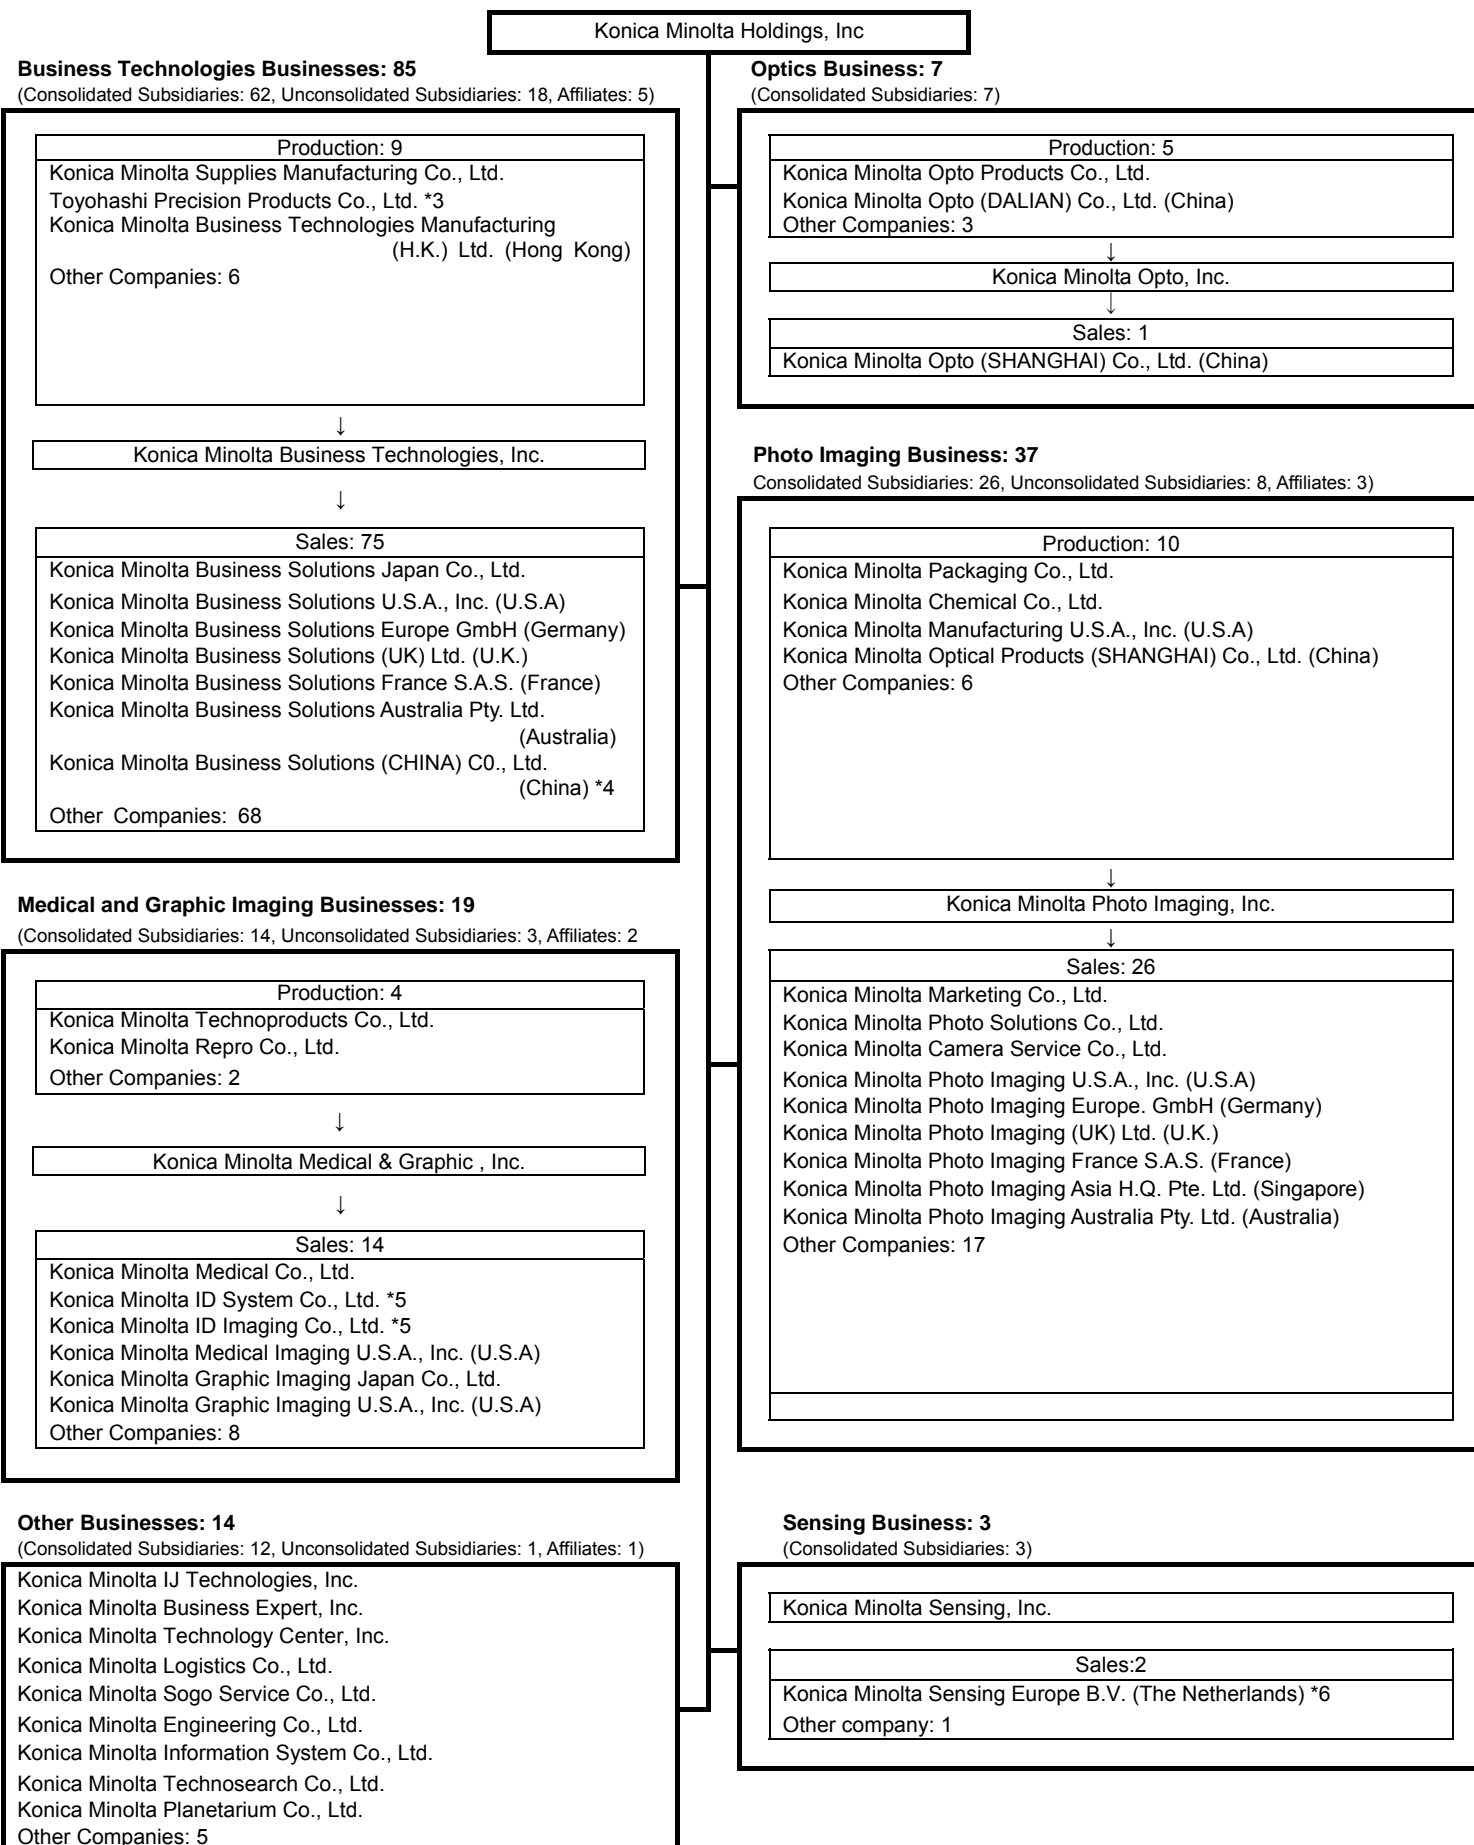 Konica Minolta Holdings, Inc
Business Technologies Businesses: 85
(Consolidated Subsidiaries: 62, Unconsolidated Subsidiaries: 18, Affiliates: 5)
Production: 9
Konica Minolta Supplies Manufacturing Co., Ltd.
Toyohashi Precision Products Co., Ltd. *3
Konica Minolta Business Technologies Manufacturing
(H.K.) Ltd. (Hong Kong)
Other Companies: 6
↓
Konica Minolta Business Technologies, Inc.
↓
Sales: 75
Konica Minolta Business Solutions Japan Co., Ltd.
Konica Minolta Business Solutions U.S.A., Inc. (U.S.A)
Konica Minolta Business Solutions Europe GmbH (Germany)
Konica Minolta Business Solutions (UK) Ltd. (U.K.)
Konica Minolta Business Solutions France S.A.S. (France)
Konica Minolta Business Solutions Australia Pty. Ltd.
(Australia)
Konica Minolta Business Solutions (CHINA) C0., Ltd.
(China) *4
Other Companies: 68
Medical and Graphic Imaging Businesses: 19
(Consolidated Subsidiaries: 14, Unconsolidated Subsidiaries: 3, Affiliates: 2
Production: 4
Konica Minolta Technoproducts Co., Ltd.
Konica Minolta Repro Co., Ltd.
Other Companies: 2
↓
Konica Minolta Medical & Graphic , Inc.
↓
Sales: 14
Konica Minolta Medical Co., Ltd.
Konica Minolta ID System Co., Ltd. *5
Konica Minolta ID Imaging Co., Ltd. *5
Konica Minolta Medical Imaging U.S.A., Inc. (U.S.A)
Konica Minolta Graphic Imaging Japan Co., Ltd.
Konica Minolta Graphic Imaging U.S.A., Inc. (U.S.A)
Other Companies: 8
Other Businesses: 14
(Consolidated Subsidiaries: 12, Unconsolidated Subsidiaries: 1, Affiliates: 1)
Konica Minolta IJ Technologies, Inc.
Konica Minolta Business Expert, Inc.
Konica Minolta Technology Center, Inc.
Konica Minolta Logistics Co., Ltd.
Konica Minolta Sogo Service Co., Ltd.
Konica Minolta Engineering Co., Ltd.
Konica Minolta Information System Co., Ltd.
Konica Minolta Technosearch Co., Ltd.
Konica Minolta Planetarium Co., Ltd.
Other Companies: 5
Optics Business: 7
(Consolidated Subsidiaries: 7)
Production: 5
Konica Minolta Opto Products Co., Ltd.
Konica Minolta Opto (DALIAN) Co., Ltd. (China)
Other Companies: 3
↓
Konica Minolta Opto, Inc.
↓
Sales: 1
Konica Minolta Opto (SHANGHAI) Co., Ltd. (China)
Photo Imaging Business: 37
Consolidated Subsidiaries: 26, Unconsolidated Subsidiaries: 8, Affiliates: 3)
Production: 10
Konica Minolta Packaging Co., Ltd.
Konica Minolta Chemical Co., Ltd.
Konica Minolta Manufacturing U.S.A., Inc. (U.S.A)
Konica Minolta Optical Products (SHANGHAI) Co., Ltd. (China)
Other Companies: 6
↓
Konica Minolta Photo Imaging, Inc.
↓
Sales: 26
Konica Minolta Marketing Co., Ltd.
Konica Minolta Photo Solutions Co., Ltd.
Konica Minolta Camera Service Co., Ltd.
Konica Minolta Photo Imaging U.S.A., Inc. (U.S.A)
Konica Minolta Photo Imaging Europe. GmbH (Germany)
Konica Minolta Photo Imaging (UK) Ltd. (U.K.)
Konica Minolta Photo Imaging France S.A.S. (France)
Konica Minolta Photo Imaging Asia H.Q. Pte. Ltd. (Singapore)
Konica Minolta Photo Imaging Australia Pty. Ltd. (Australia)
Other Companies: 17
Sensing Business: 3
(Consolidated Subsidiaries: 3)
Konica Minolta Sensing, Inc.
Sales:2
Konica Minolta Sensing Europe B.V. (The Netherlands) *6
Other company: 1